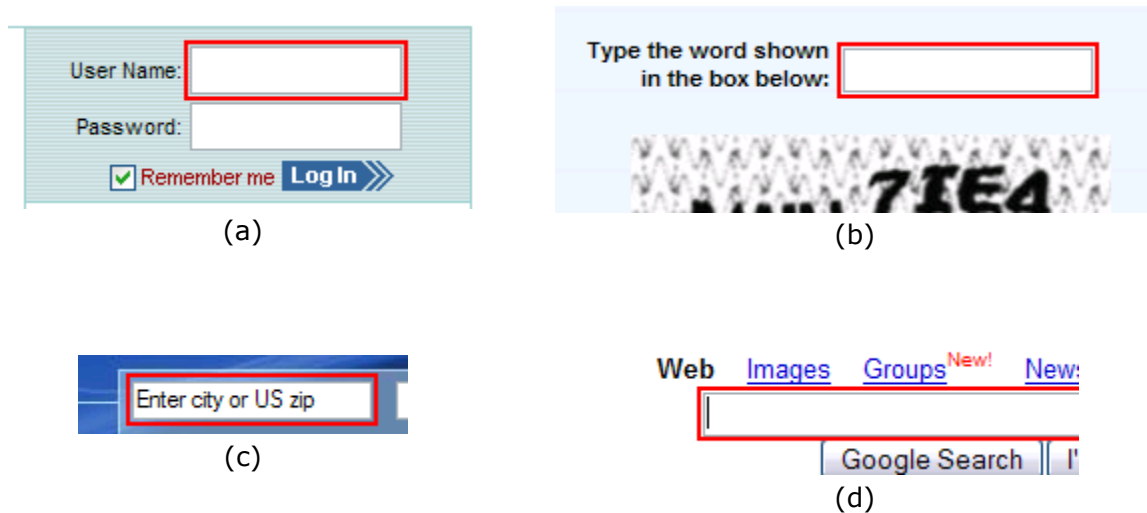 User Name:
Password:
Remember me Log In
(a)
Type the word shown
in the box below:
7IE4
(b)
Enter city or US zip
(c)
Web Images Groups New!
Google Search
(d)